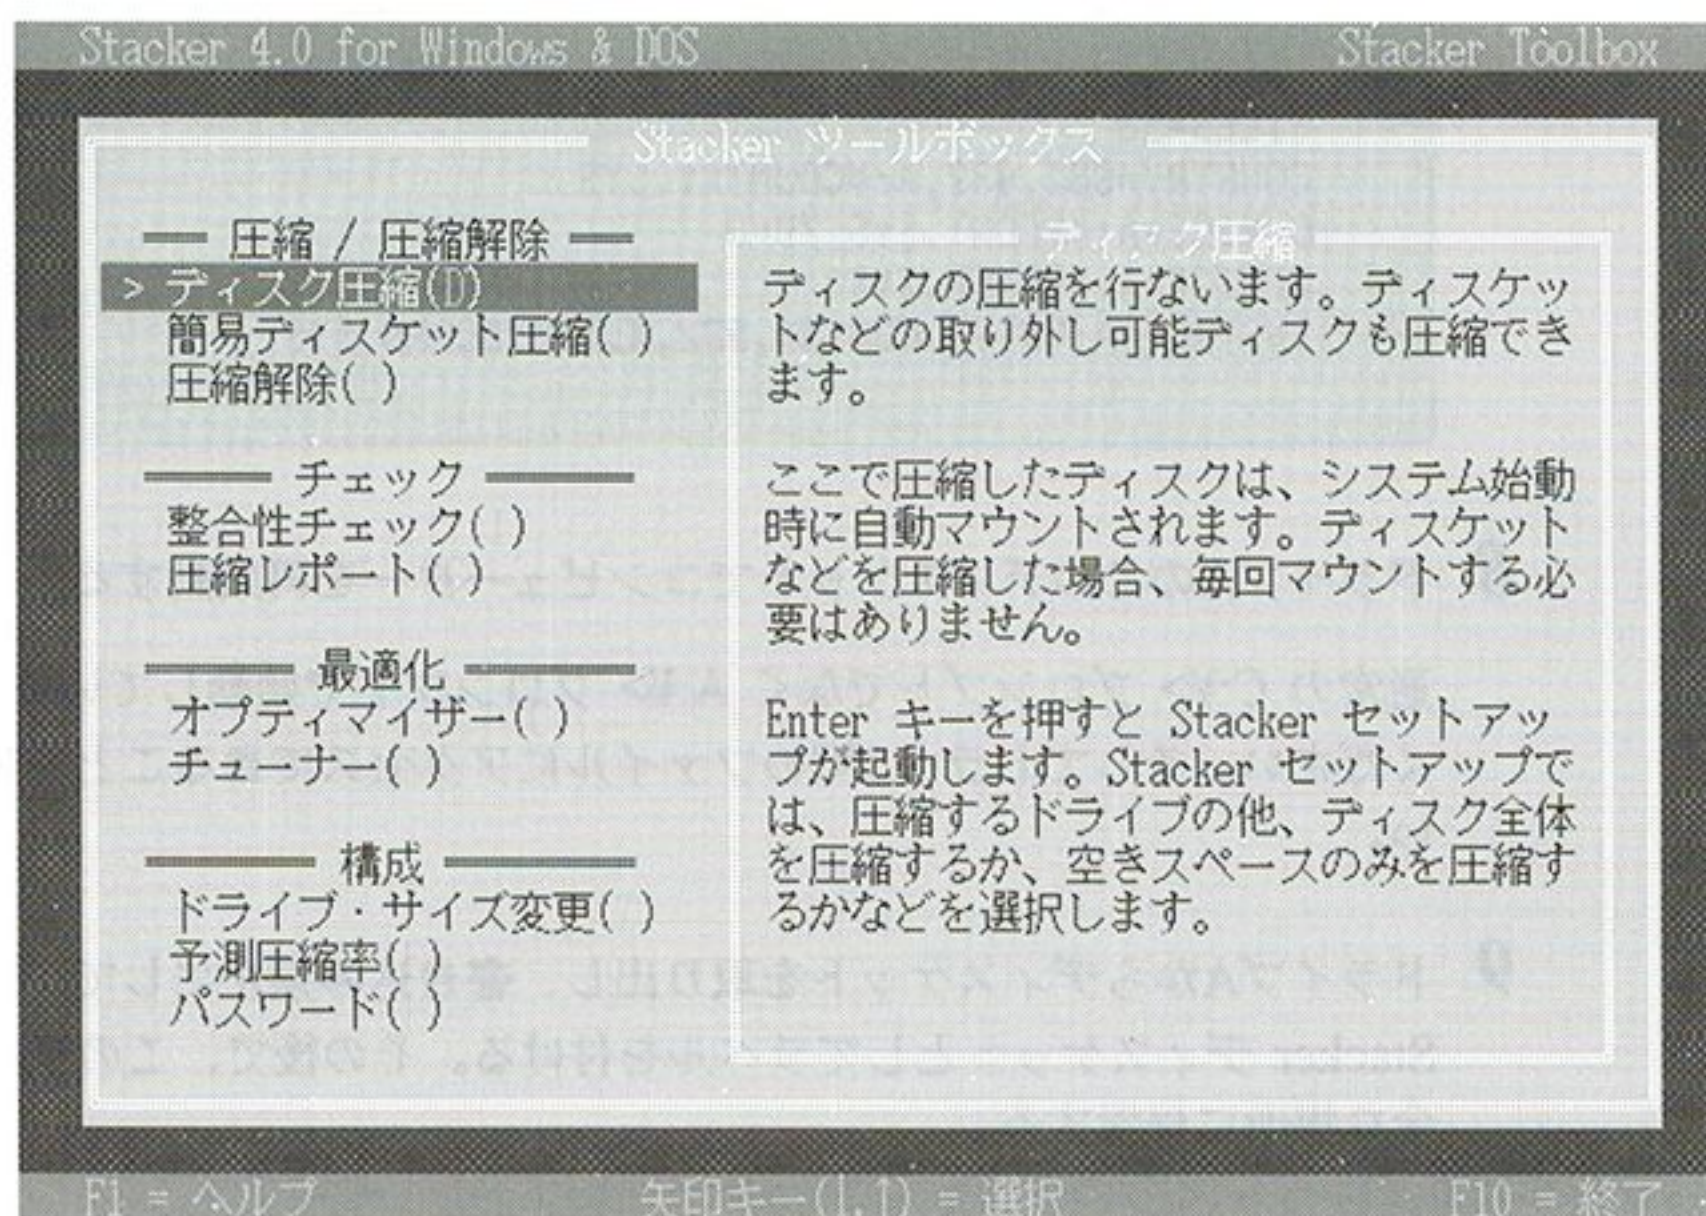 Stacker 4.0 for Windows & DOS
Stacker Toolbox
Stacker ツールボックス
圧縮 / 圧縮解除
> ディスク圧縮(D)
簡易ディスケット圧縮( )
圧縮解除( )
チェック
整合性チェック( )
圧縮レポート( )
最適化
オプティマイザー( )
チューナー( )
構成
ドライブ・サイズ変更( )
予測圧縮率( )
パスワード( )
ディスク圧縮
ディスクの圧縮を行ないます。ディスケッ
トなどの取り外し可能ディスクも圧縮でき
ます。
ここで圧縮したディスクは、システム始動
時に自動マウントされます。ディスケット
などを圧縮した場合、毎回マウントする必
要はありません。
Enter キーを押すと Stacker セットアッ
プが起動します。Stacker セットアップで
は、圧縮するドライブの他、ディスク全体
を圧縮するか、空きスペースのみを圧縮す
るかなどを選択します。
F1 = ヘルプ
矢印キー(↓,↑) = 選択
F10 = 終了